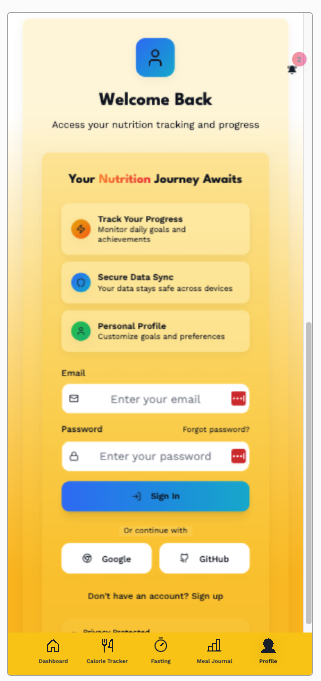 2
Welcome Back
Access your nutrition tracking and progress
Your Nutrition Journey Awaits
Track Your Progress
Monitor daily goals and
achievements
Secure Data Sync
Your data stays safe across devices
Personal Profile
Customize goals and preferences
Email
Enter your email
Password
Forgot password?
Enter your password
Sign In
Or continue with
Google
GitHub
Don't have an account? Sign up
Privacy Protected
Dashboard
Calorie Tracker
Fasting
Meal Journal
Profile